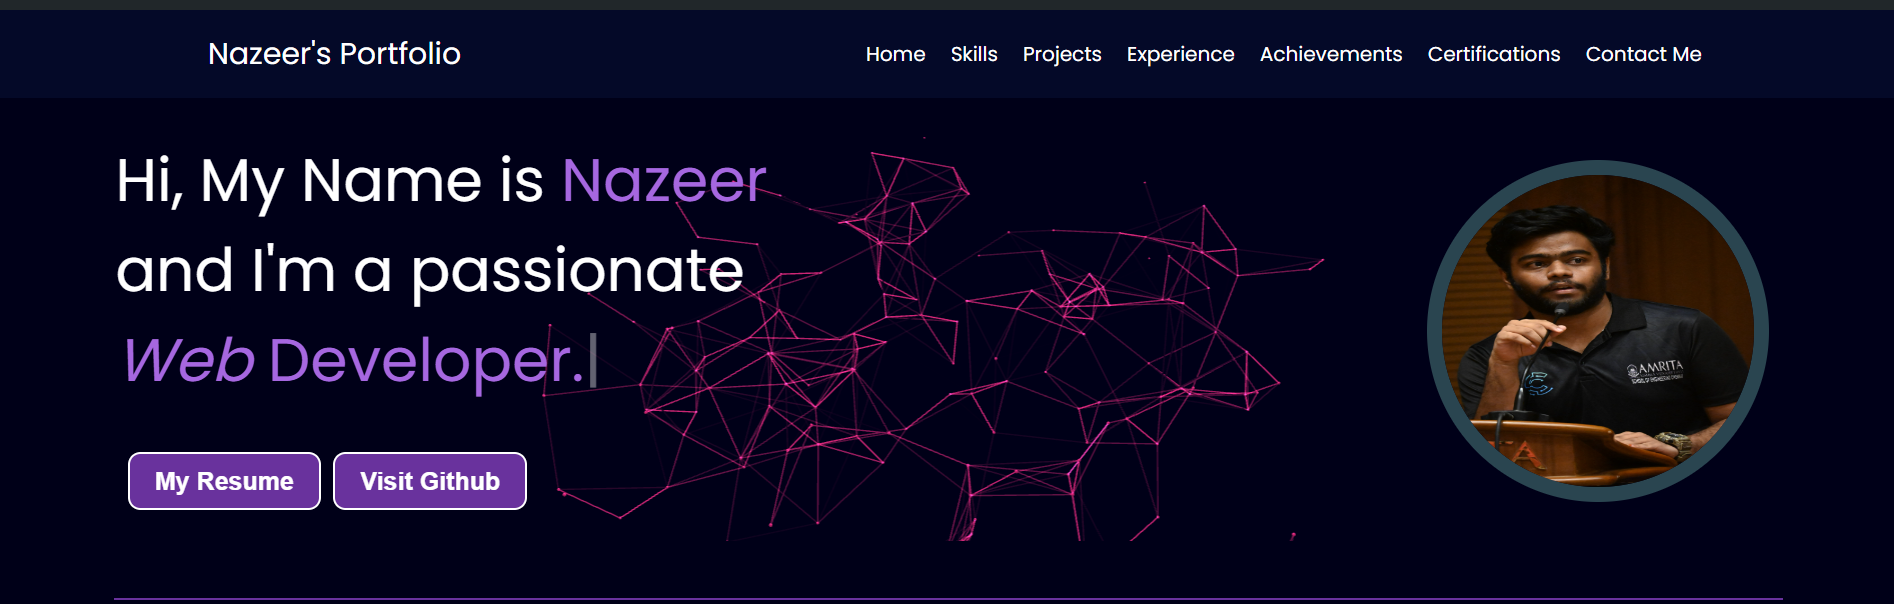 Nazeer's Portfolio
Home Skills Projects Experience Achievements Certifications Contact Me
Hi, My Name is Nazeer
and I'm a passionate
Web Developer.
My Resume Visit Github
AMRITA